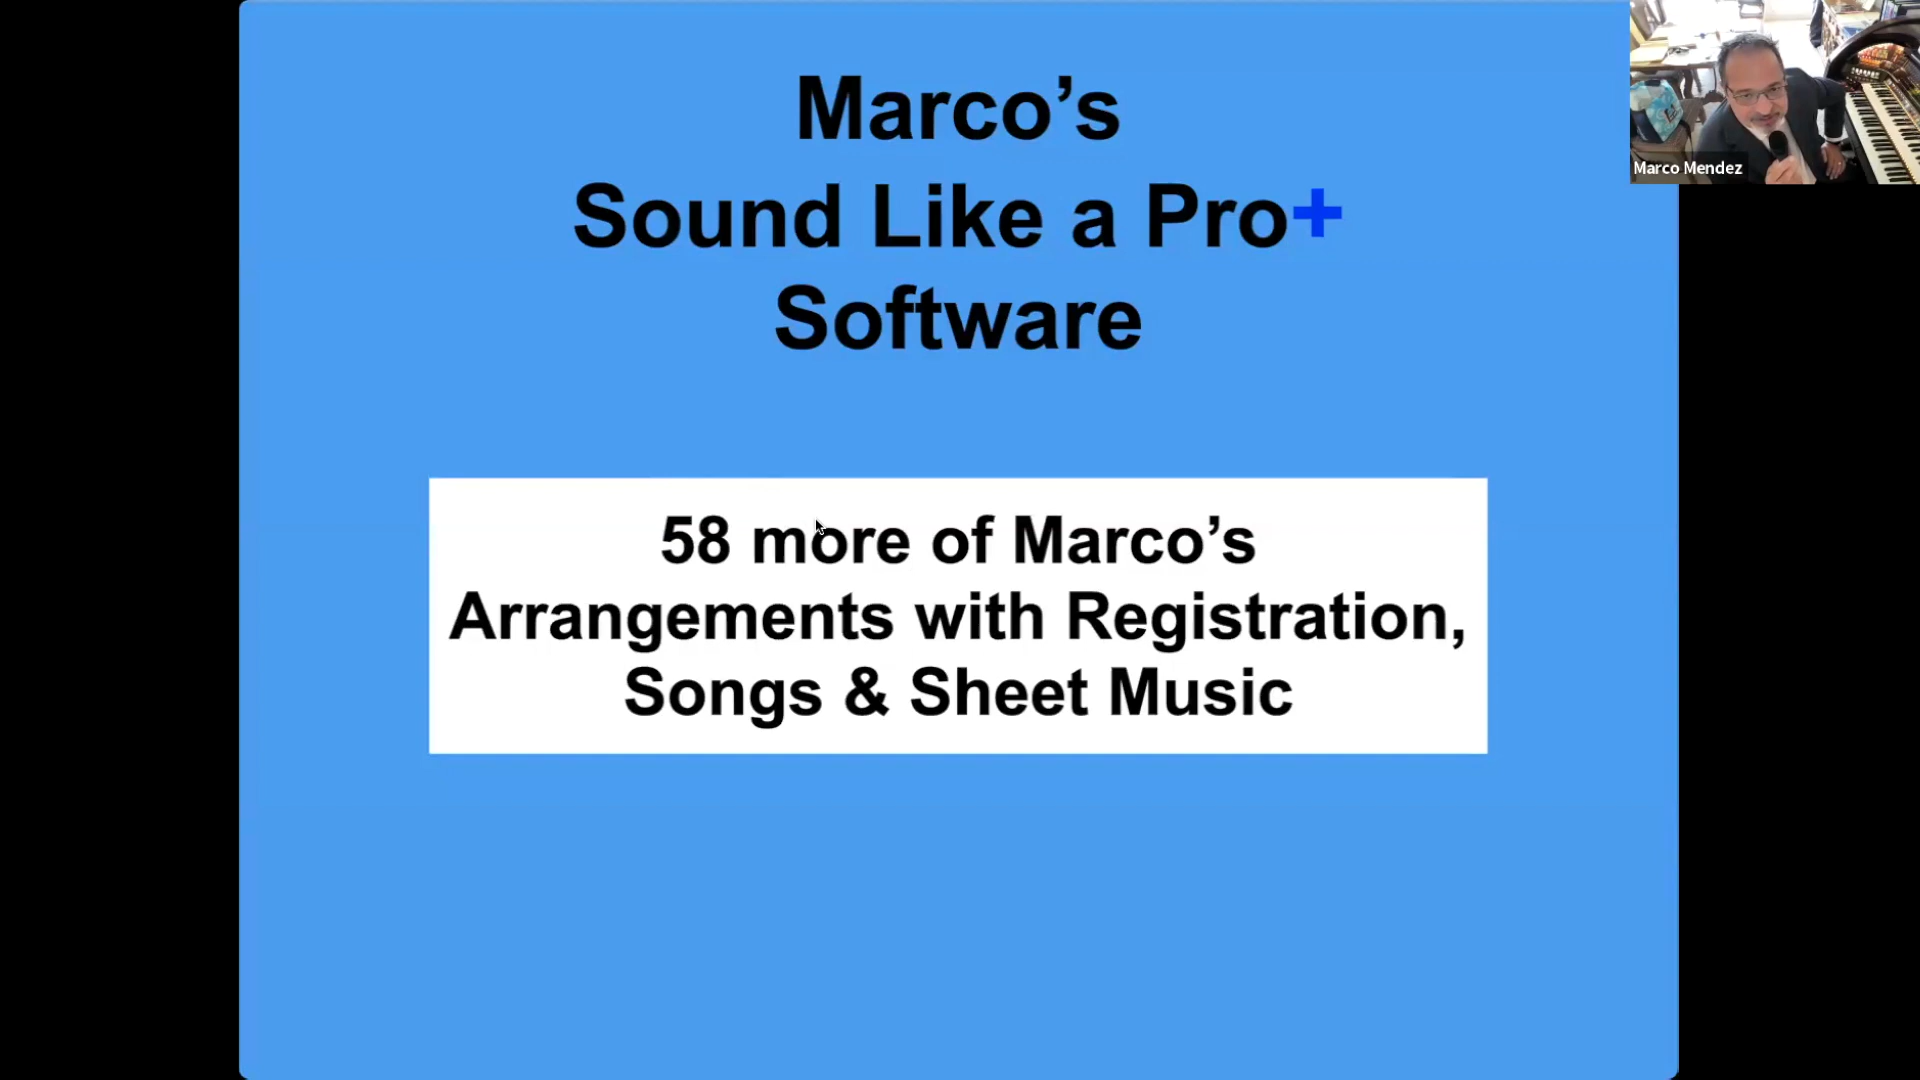 Marco’s
Sound Like a Pro+
Software
58 more of Marco’s
Arrangements with Registration,
Songs & Sheet Music
Marco Mendez